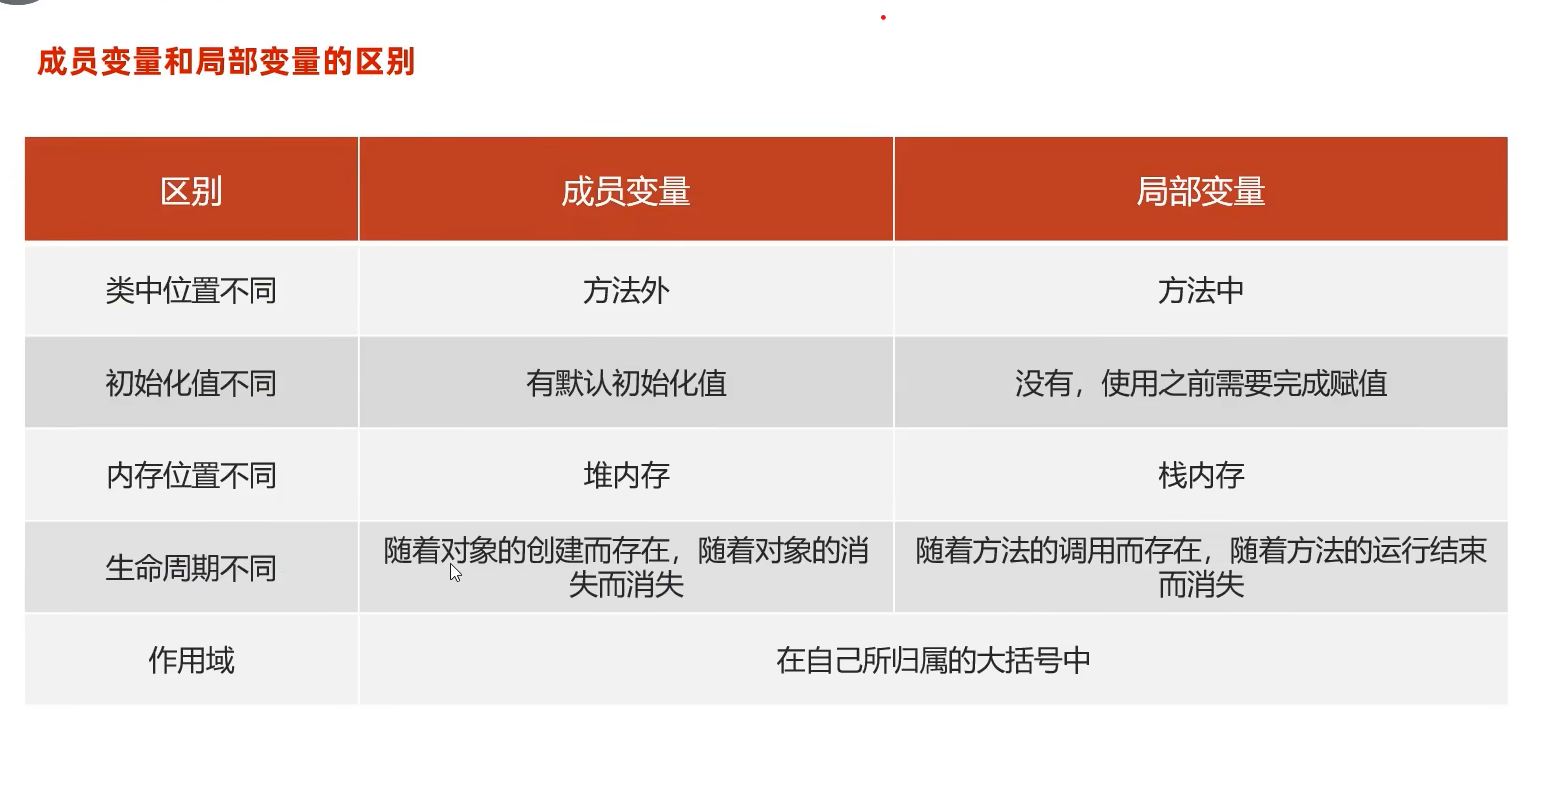 成员变量和局部变量的区别
区别 成员变量 局部变量
类中位置不同 方法外 方法中
初始化值不同 有默认初始化值 没有，使用之前需要完成赋值
内存位置不同 堆内存 栈内存
生命周期不同
随着对象的创建而存在，随着对象的消
失而消失
随着方法的调用而存在，随着方法的运行结束
而消失
作用域 在自己所归属的大括号中